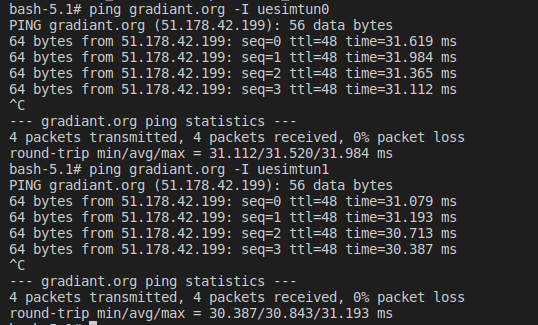 bash-5.1# ping gradiant.org -I uesimtun0
PING gradiant.org (51.178.42.199): 56 data bytes
64 bytes from 51.178.42.199: seq=0 ttl=48 time=31.619 ms
64 bytes from 51.178.42.199: seq=1 ttl=48 time=31.984 ms
64 bytes from 51.178.42.199: seq=2 ttl=48 time=31.365 ms
64 bytes from 51.178.42.199: seq=3 ttl=48 time=31.112 ms
^C
--- gradiant.org ping statistics ---
4 packets transmitted, 4 packets received, 0% packet loss
round-trip min/avg/max = 31.112/31.520/31.984 ms
bash-5.1# ping gradiant.org -I uesimtun1
PING gradiant.org (51.178.42.199): 56 data bytes
64 bytes from 51.178.42.199: seq=0 ttl=48 time=31.079 ms
64 bytes from 51.178.42.199: seq=1 ttl=48 time=31.193 ms
64 bytes from 51.178.42.199: seq=2 ttl=48 time=30.713 ms
64 bytes from 51.178.42.199: seq=3 ttl=48 time=30.387 ms
^C
--- gradiant.org ping statistics ---
4 packets transmitted, 4 packets received, 0% packet loss
round-trip min/avg/max = 30.387/30.843/31.193 ms
bash-5.1#